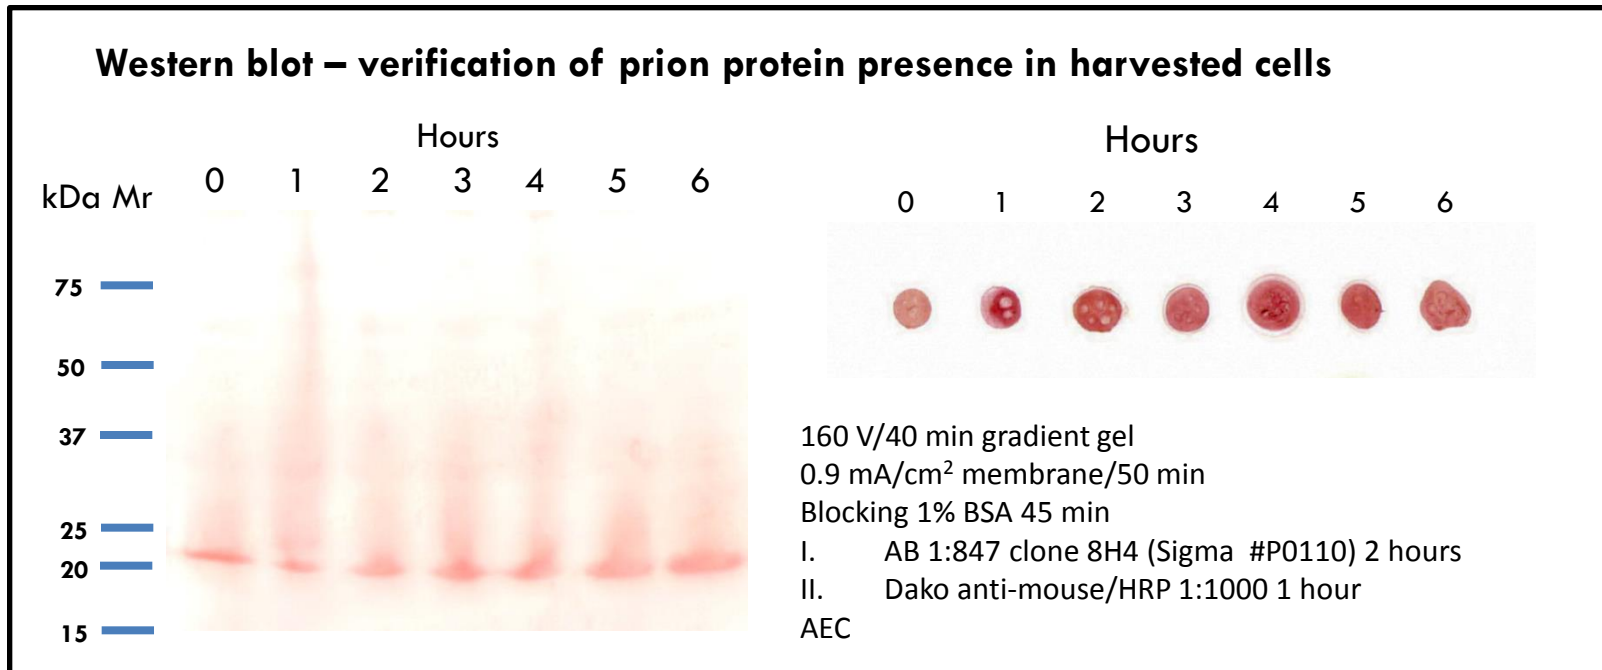 Western blot – verification of prion protein presence in harvested cells
Hours
0 1 2 3 4 5 6
kDa Mr
75
50
37
25
20
15
Hours
0 1 2 3 4 5 6
160 V/40 min gradient gel
0.9 mA/cm² membrane/50 min
Blocking 1% BSA 45 min
I. AB 1:847 clone 8H4 (Sigma #P0110) 2 hours
II. Dako anti-mouse/HRP 1:1000 1 hour
AEC